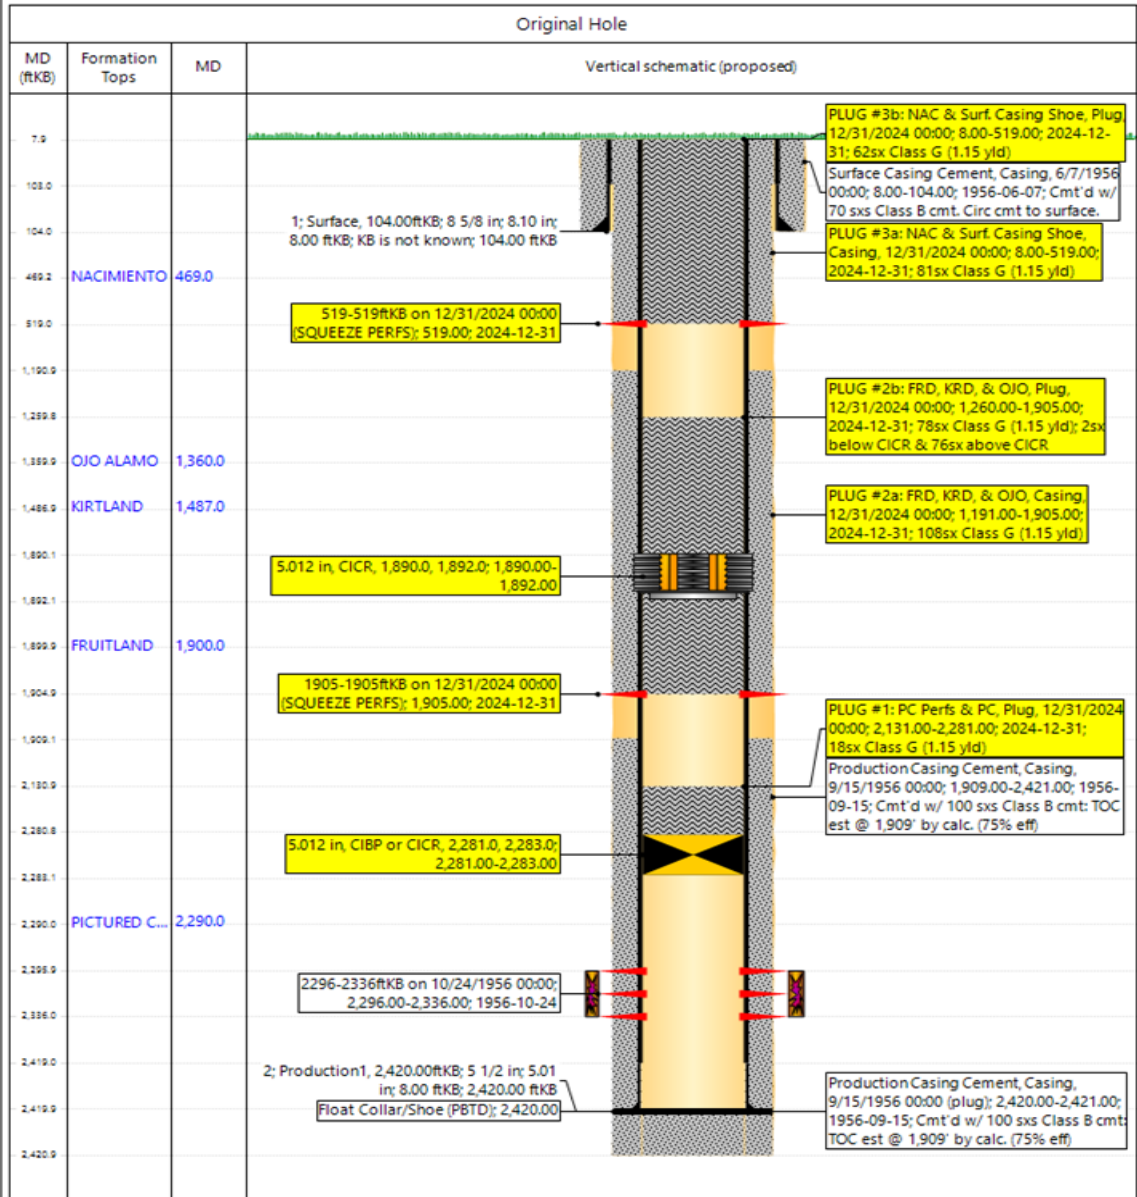 Original Hole
MD
(ftKB)
Formation
Tops
MD
Vertical schematic (proposed)
7.9
103.0
104.0
469.2
519.0
1,190.9
1,259.8
1,359.9
1,486.9
1,890.1
1,892.1
1,899.9
1,904.9
1,909.1
2,130.9
2,280.8
2,283.1
2,290.0
2,295.9
2,336.0
2,419.0
2,419.9
2,420.9
NACIMIENTO 469.0
OJO ALAMO 1,360.0
KIRTLAND 1,487.0
FRUITLAND 1,900.0
PICTURED C... 2,290.0
1; Surface, 104.00ftKB; 8 5/8 in; 8.10 in;
8.00 ftKB; KB is not known; 104.00 ftKB
519-519ftKB on 12/31/2024 00:00
(SQUEEZE PERFS); 519.00; 2024-12-31
5.012 in, CICR, 1,890.0, 1,892.0; 1,890.00-
1,892.00
1905-1905ftKB on 12/31/2024 00:00
(SQUEEZE PERFS); 1,905.00; 2024-12-31
5.012 in, CIBP or CICR, 2,281.0, 2,283.0;
2,281.00-2,283.00
2296-2336ftKB on 10/24/1956 00:00;
2,296.00-2,336.00; 1956-10-24
2; Production1, 2,420.00ftKB; 5 1/2 in; 5.01
in; 8.00 ftKB; 2,420.00 ftKB
Float Collar/Shoe (PBTD); 2,420.00
PLUG #3b: NAC & Surf. Casing Shoe, Plug,
12/31/2024 00:00; 8.00-519.00; 2024-12-
31; 62sx Class G (1.15 yld)
Surface Casing Cement, Casing, 6/7/1956
00:00; 8.00-104.00; 1956-06-07; Cmt'd w/
70 sxs Class B cmt. Circ cmt to surface.
PLUG #3a: NAC & Surf. Casing Shoe,
Casing, 12/31/2024 00:00; 8.00-519.00;
2024-12-31; 81sx Class G (1.15 yld)
PLUG #2b: FRD, KRD, & OJO, Plug,
12/31/2024 00:00; 1,260.00-1,905.00;
2024-12-31; 78sx Class G (1.15 yld); 2sx
below CICR & 76sx above CICR
PLUG #2a: FRD, KRD, & OJO, Casing,
12/31/2024 00:00; 1,191.00-1,905.00;
2024-12-31; 108sx Class G (1.15 yld)
PLUG #1: PC Perfs & PC, Plug, 12/31/2024
00:00; 2,131.00-2,281.00; 2024-12-31;
18sx Class G (1.15 yld)
Production Casing Cement, Casing,
9/15/1956 00:00; 1,909.00-2,421.00; 1956-
09-15; Cmt'd w/ 100 sxs Class B cmt: TOC
est @ 1,909' by calc. (75% eff)
Production Casing Cement, Casing,
9/15/1956 00:00 (plug); 2,420.00-2,421.00;
1956-09-15; Cmt'd w/ 100 sxs Class B cmt:
TOC est @ 1,909' by calc. (75% eff)